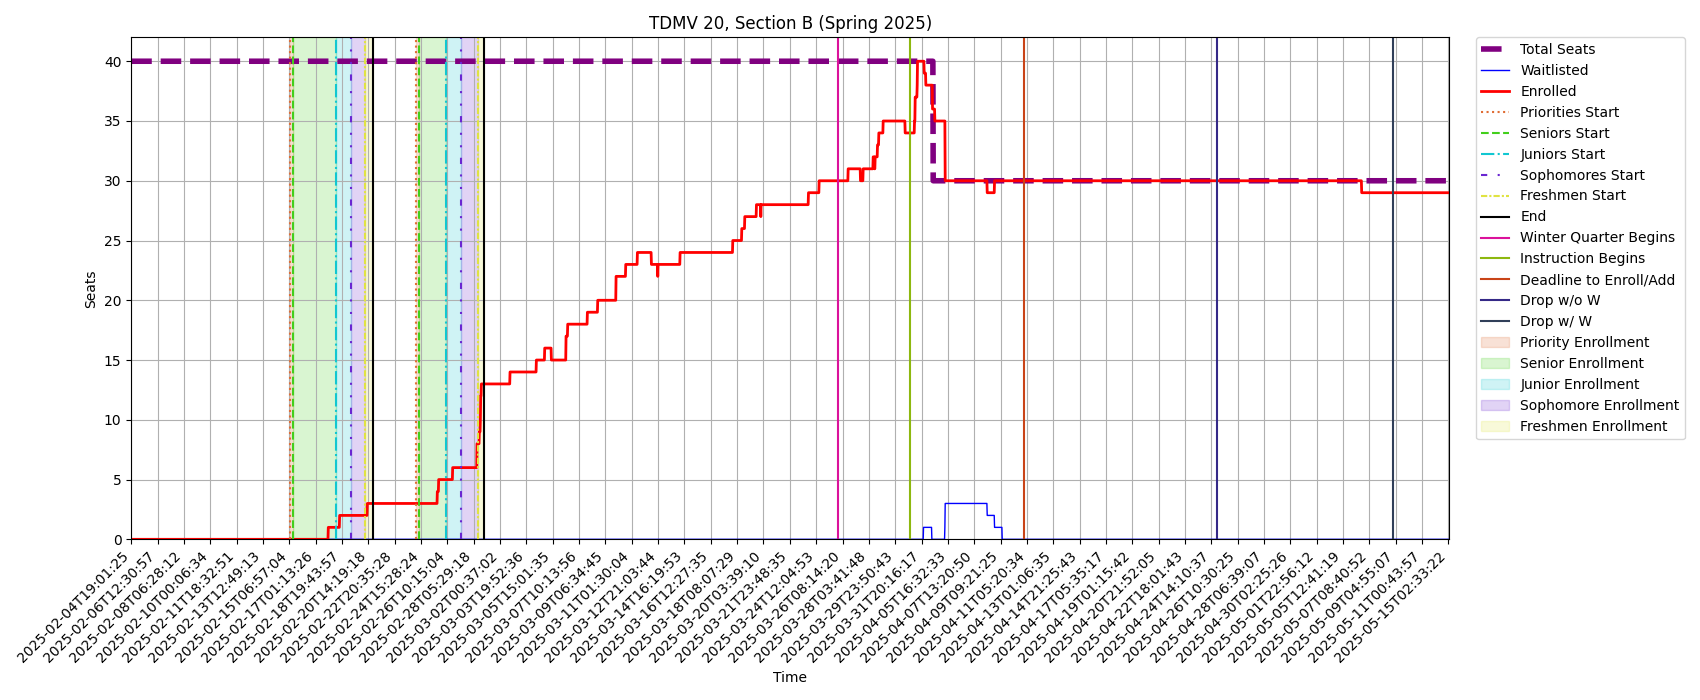 TDMV 20, Section B (Spring 2025)
Seats
40
35
30
25
20
15
10
5
0
2025-02-04T19:01:25
2025-02-06T12:30:57
2025-02-08T06:28:12
2025-02-10T00:06:34
2025-02-11T18:32:51
2025-02-13T12:49:13
2025-02-15T06:57:04
2025-02-17T01:13:26
2025-02-18T19:43:57
2025-02-20T14:19:18
2025-02-22T20:35:28
2025-02-24T15:28:24
2025-02-26T10:15:04
2025-02-28T05:29:18
2025-03-02T00:37:02
2025-03-03T19:52:36
2025-03-05T15:01:35
2025-03-07T10:13:56
2025-03-09T06:34:45
2025-03-11T01:30:04
2025-03-12T21:03:44
2025-03-14T16:19:53
2025-03-16T12:27:35
2025-03-18T08:07:29
2025-03-20T03:39:10
2025-03-21T23:48:35
2025-03-24T12:04:53
2025-03-26T08:14:20
2025-03-28T03:41:48
2025-03-29T23:50:43
2025-03-31T20:16:17
2025-04-05T16:32:33
2025-04-07T13:20:50
2025-04-09T09:21:25
2025-04-11T05:20:34
2025-04-13T01:06:35
2025-04-14T21:25:43
2025-04-17T05:35:17
2025-04-19T01:15:42
2025-04-20T21:52:05
2025-04-22T18:01:43
2025-04-24T14:10:37
2025-04-26T10:30:25
2025-04-28T06:39:07
2025-04-30T02:25:26
2025-05-01T22:56:12
2025-05-05T12:41:19
2025-05-07T08:40:52
2025-05-09T04:55:07
2025-05-11T00:43:57
2025-05-15T02:33:22
Time
Total Seats
Waitlisted
Enrolled
Priorities Start
Seniors Start
Juniors Start
Sophomores Start
Freshmen Start
End
Winter Quarter Begins
Instruction Begins
Deadline to Enroll/Add
Drop w/o W
Drop w/ W
Priority Enrollment
Senior Enrollment
Junior Enrollment
Sophomore Enrollment
Freshmen Enrollment